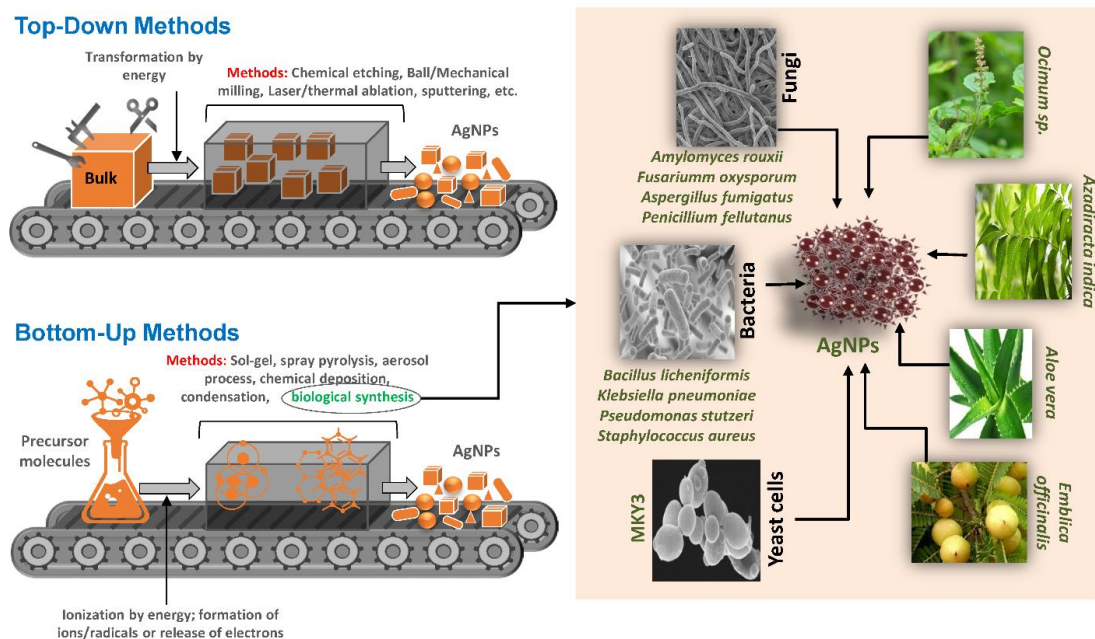 Top-Down Methods
Transformation by
energy
Methods: Chemical etching, Ball/Mechanical
milling, Laser/thermal ablation, sputtering, etc.
AgNPs
Bulk
Bottom-Up Methods
Methods: Sol-gel, spray pyrolysis, aerosol
process, chemical deposition,
condensation, biological synthesis
Precursor
molecules
AgNPs
Ionization by energy; formation of
ions/radicals or release of electrons
Fungi
Amylomyces rouxii
Fusariumm oxysporum
Aspergillus fumigatus
Penicillium fellutanus
Bacteria
Bacillus licheniformis
Klebsiella pneumoniae
Pseudomonas stutzeri
Staphylococcus aureus
MKY3
Yeast cells
AgNPs
Ocimum sp.
Azadiracta indica
Aloe vera
Emblica
officinalis